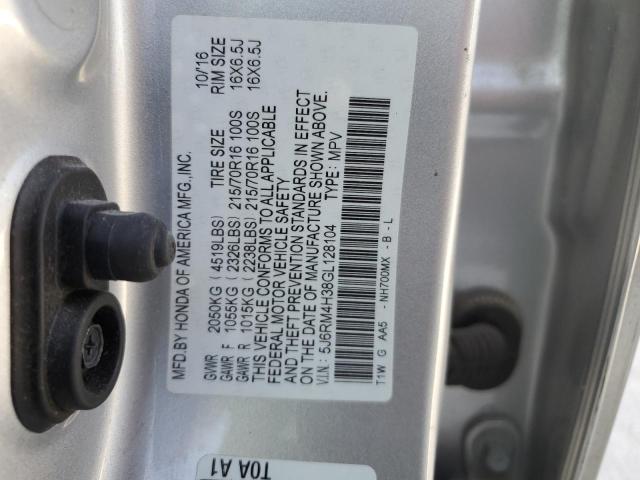 MFD.BY HONDA OF AMERICA MFG.,INC. 10/'16
GVWR 2050KG ( 4519LBS) TIRE SIZE RIM SIZE
GAWR F 1055KG ( 2326LBS) 215/70R16 100S 16X6.5J
GAWR R 1015KG ( 2238LBS) 215/70R16 100S 16X6.5J
THIS VEHICLE CONFORMS TO ALL APPLICABLE
FEDERAL MOTOR VEHICLE SAFETY
AND THEFT PREVENTION STANDARDS IN EFFECT
ON THE DATE OF MANUFACTURE SHOWN ABOVE.
V.I.N.: 5J6RM4H38GL128104 TYPE: MPV
T1W G AA5 - NH700MX - B - L
T0A A1